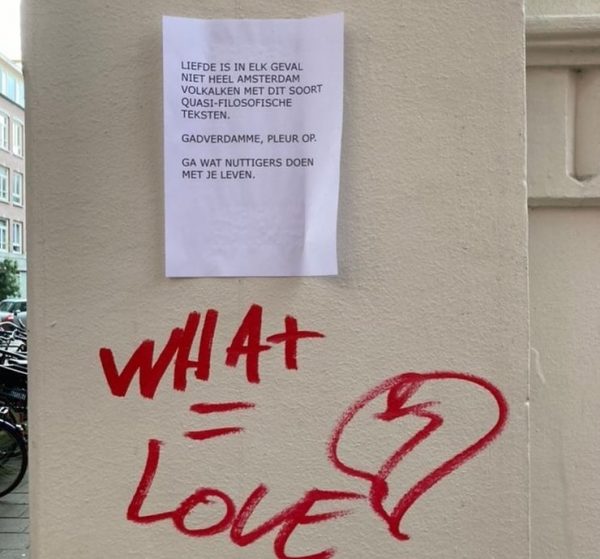 LIEFDE IS IN ELK GEVAL
NIET HEEL AMSTERDAM
VOLKALKEN MET DIT SOORT
QUASI-FILOSOFISCHE
TEKSTEN.
GADVERDAMME, PLEUR OP.
GA WAT NUTTIGERS DOEN
MET JE LEVEN.
WHAt
=
LOVE